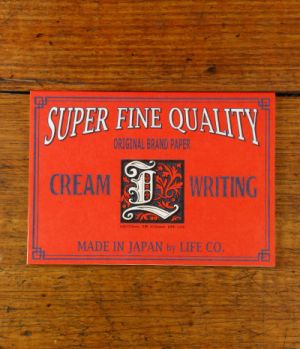 SUPER FINE QUALITY
ORIGINAL BRAND PAPER
CREAM L WRITING
MADE IN JAPAN by LIFE CO.